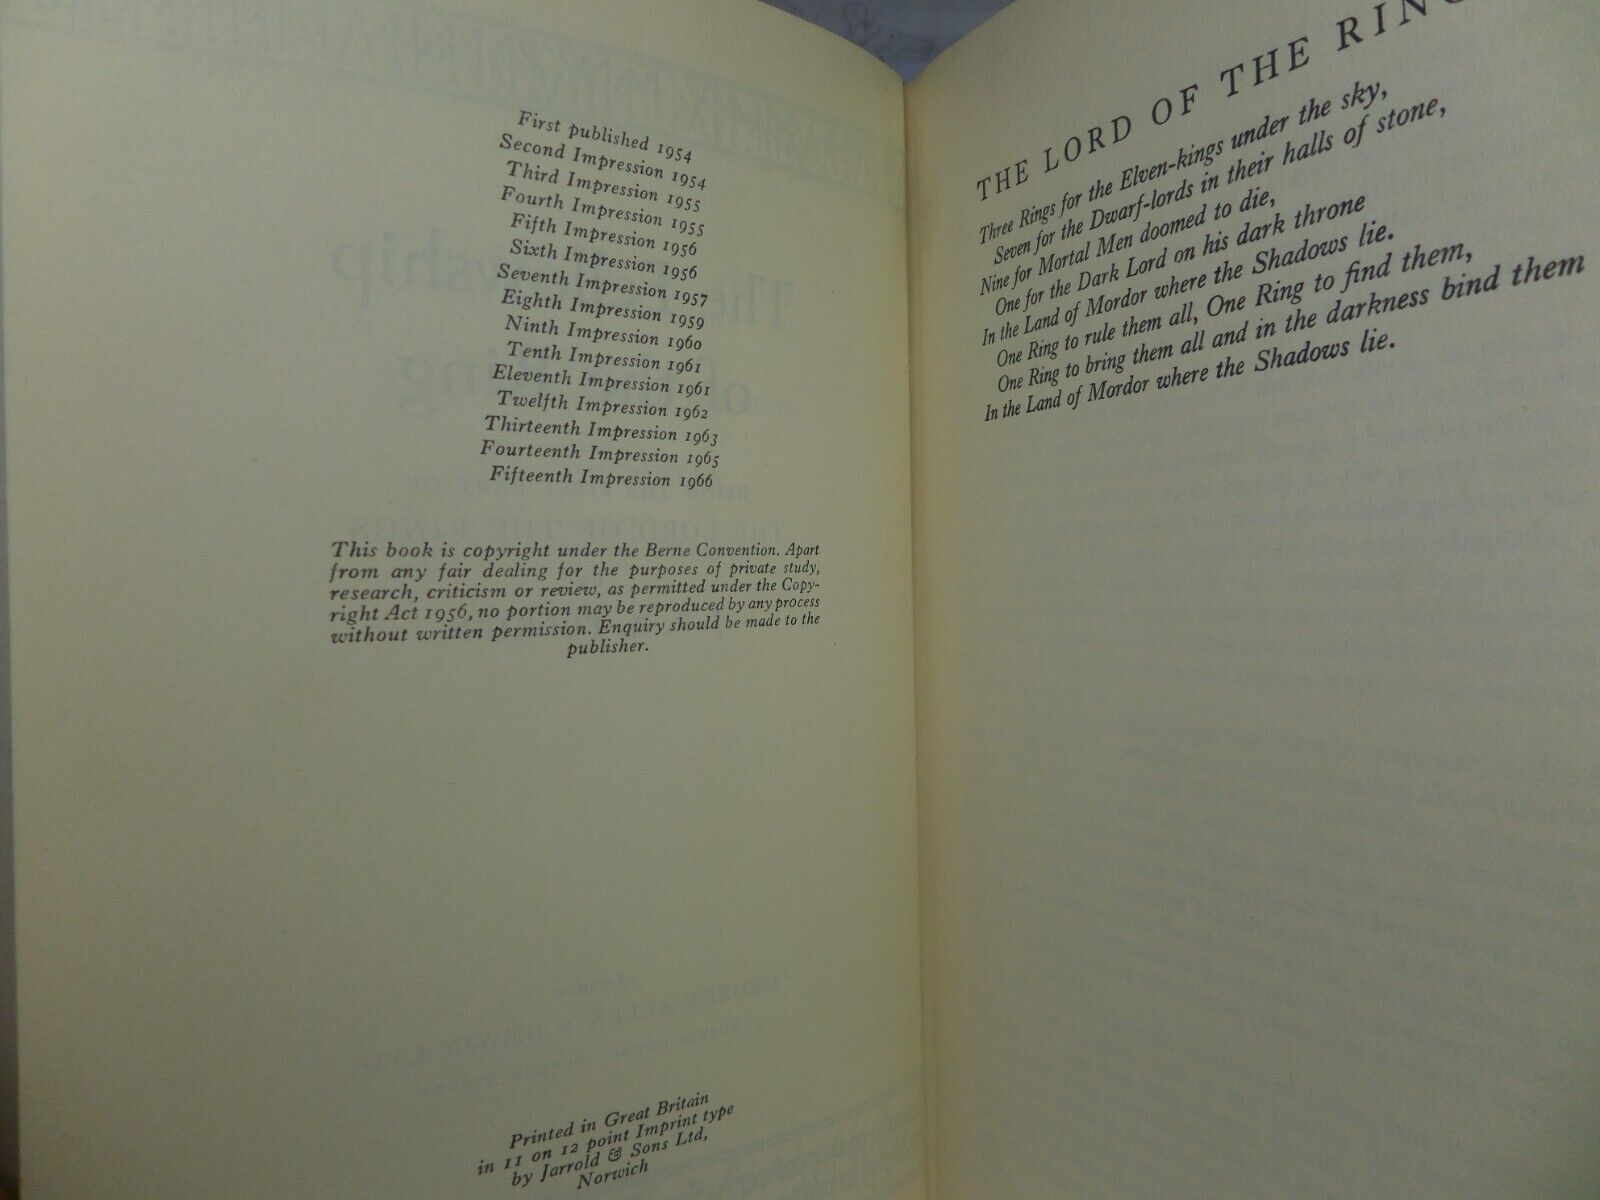 First published 1954
Second Impression 1954
Third Impression 1955
Fourth Impression 1955
Fifth Impression 1956
Sixth Impression 1956
Seventh Impression 1957
Eighth Impression 1959
Ninth Impression 1960
Tenth Impression 1961
Eleventh Impression 1961
Twelfth Impression 1962
Thirteenth Impression 1963
Fourteenth Impression 1965
Fifteenth Impression 1966
This book is copyright under the Berne Convention. Apart
from any fair dealing for the purposes of private study,
research, criticism or review, as permitted under the Copy-
right Act 1956, no portion may be reproduced by any process
without written permission. Enquiry should be made to the
publisher.
Printed in Great Britain
in 11 on 12 point Imprint type
by Jarrold & Sons Ltd,
Norwich
THE LORD OF THE RING
Three Rings for the Elven-kings under the sky,
Seven for the Dwarf-lords in their halls of stone,
Nine for Mortal Men doomed to die,
One for the Dark Lord on his dark throne
In the Land of Mordor where the Shadows lie.
One Ring to rule them all, One Ring to find them,
One Ring to bring them all and in the darkness bind them
In the Land of Mordor where the Shadows lie.